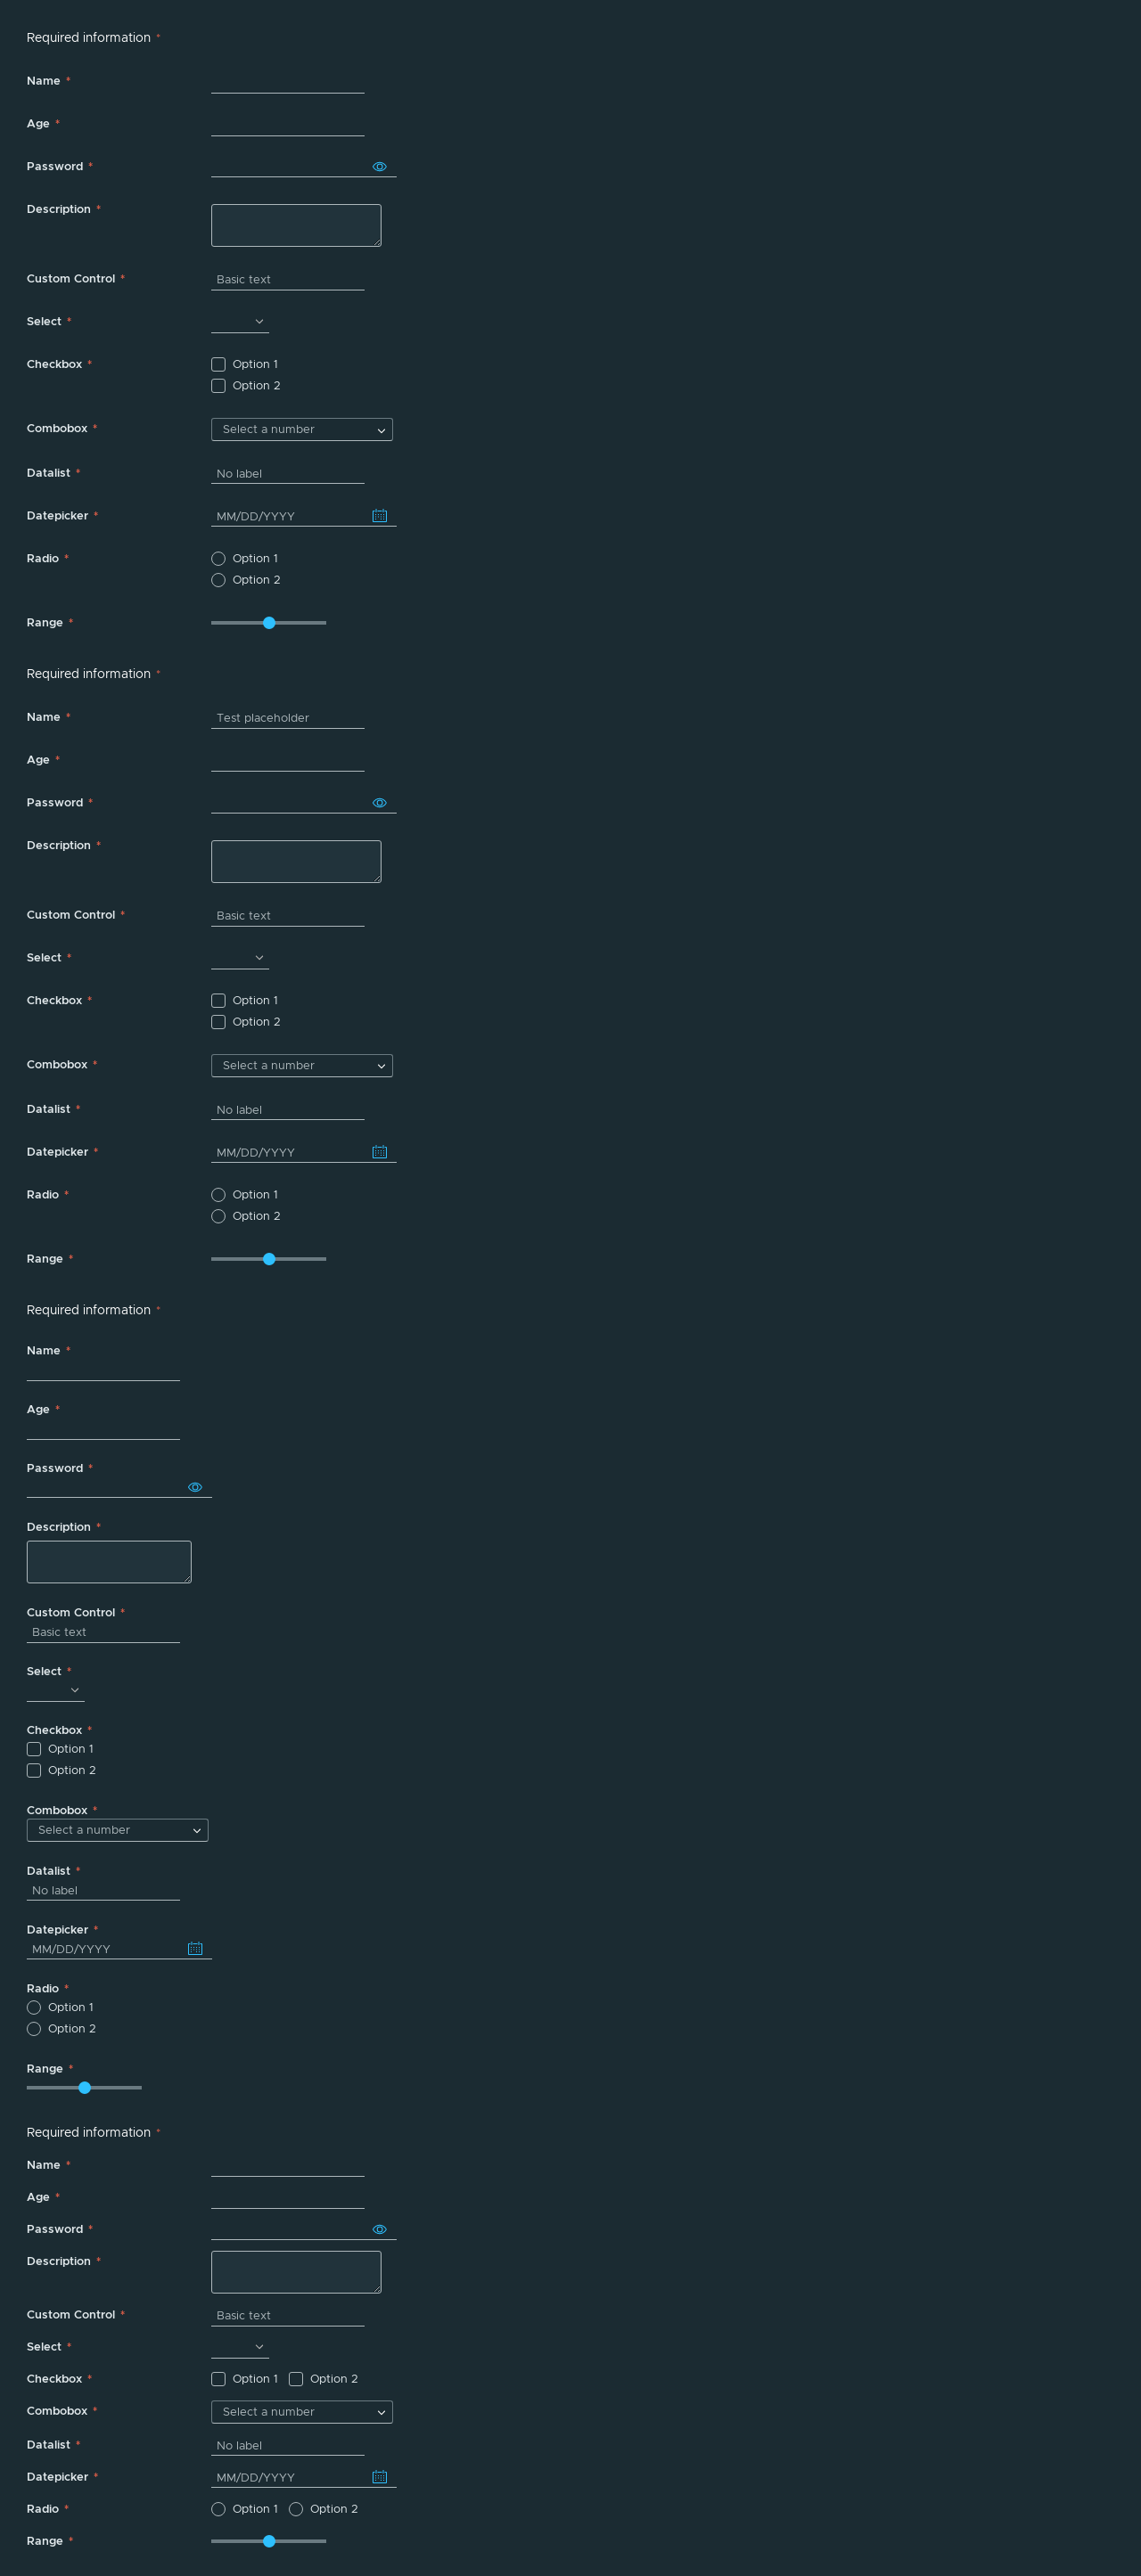 Required information *
Name *
Age *
Password *
Description *
Custom Control * Basic text
Select *
Checkbox * Option 1
Option 2
Combobox * Select a number
Datalist * No label
Datepicker * MM/DD/YYYY
Radio * Option 1
Option 2
Range *
Required information *
Name * Test placeholder
Age *
Password *
Description *
Custom Control * Basic text
Select *
Checkbox * Option 1
Option 2
Combobox * Select a number
Datalist * No label
Datepicker * MM/DD/YYYY
Radio * Option 1
Option 2
Range *
Required information *
Name *
Age *
Password *
Description *
Custom Control *
Basic text
Select *
Checkbox *
Option 1
Option 2
Combobox *
Select a number
Datalist *
No label
Datepicker *
MM/DD/YYYY
Radio *
Option 1
Option 2
Range *
Required information *
Name *
Age *
Password *
Description *
Custom Control * Basic text
Select *
Checkbox * Option 1 Option 2
Combobox * Select a number
Datalist * No label
Datepicker * MM/DD/YYYY
Radio * Option 1 Option 2
Range *